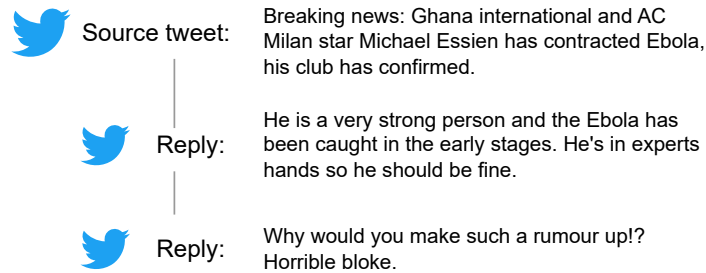 Source tweet:
Breaking news: Ghana international and AC
Milan star Michael Essien has contracted Ebola,
his club has confirmed.
Reply:
He is a very strong person and the Ebola has
been caught in the early stages. He's in experts
hands so he should be fine.
Reply:
Why would you make such a rumour up!?
Horrible bloke.